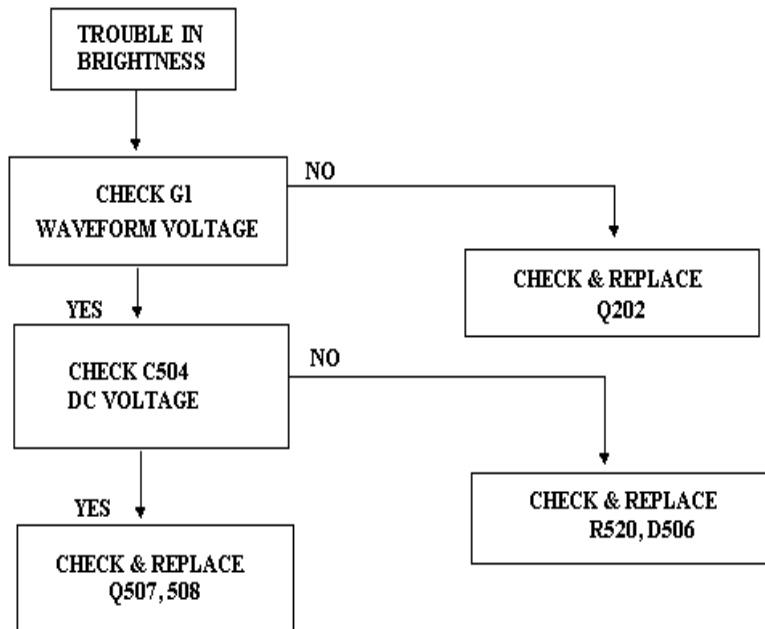 TROUBLE IN
BRIGHTNESS
NO
CHECK G1
WAVEFORM VOLTAGE
CHECK & REPLACE
Q202
YES
NO
CHECK C504
DC VOLTAGE
CHECK & REPLACE
R520, D506
YES
CHECK & REPLACE
Q507, 508